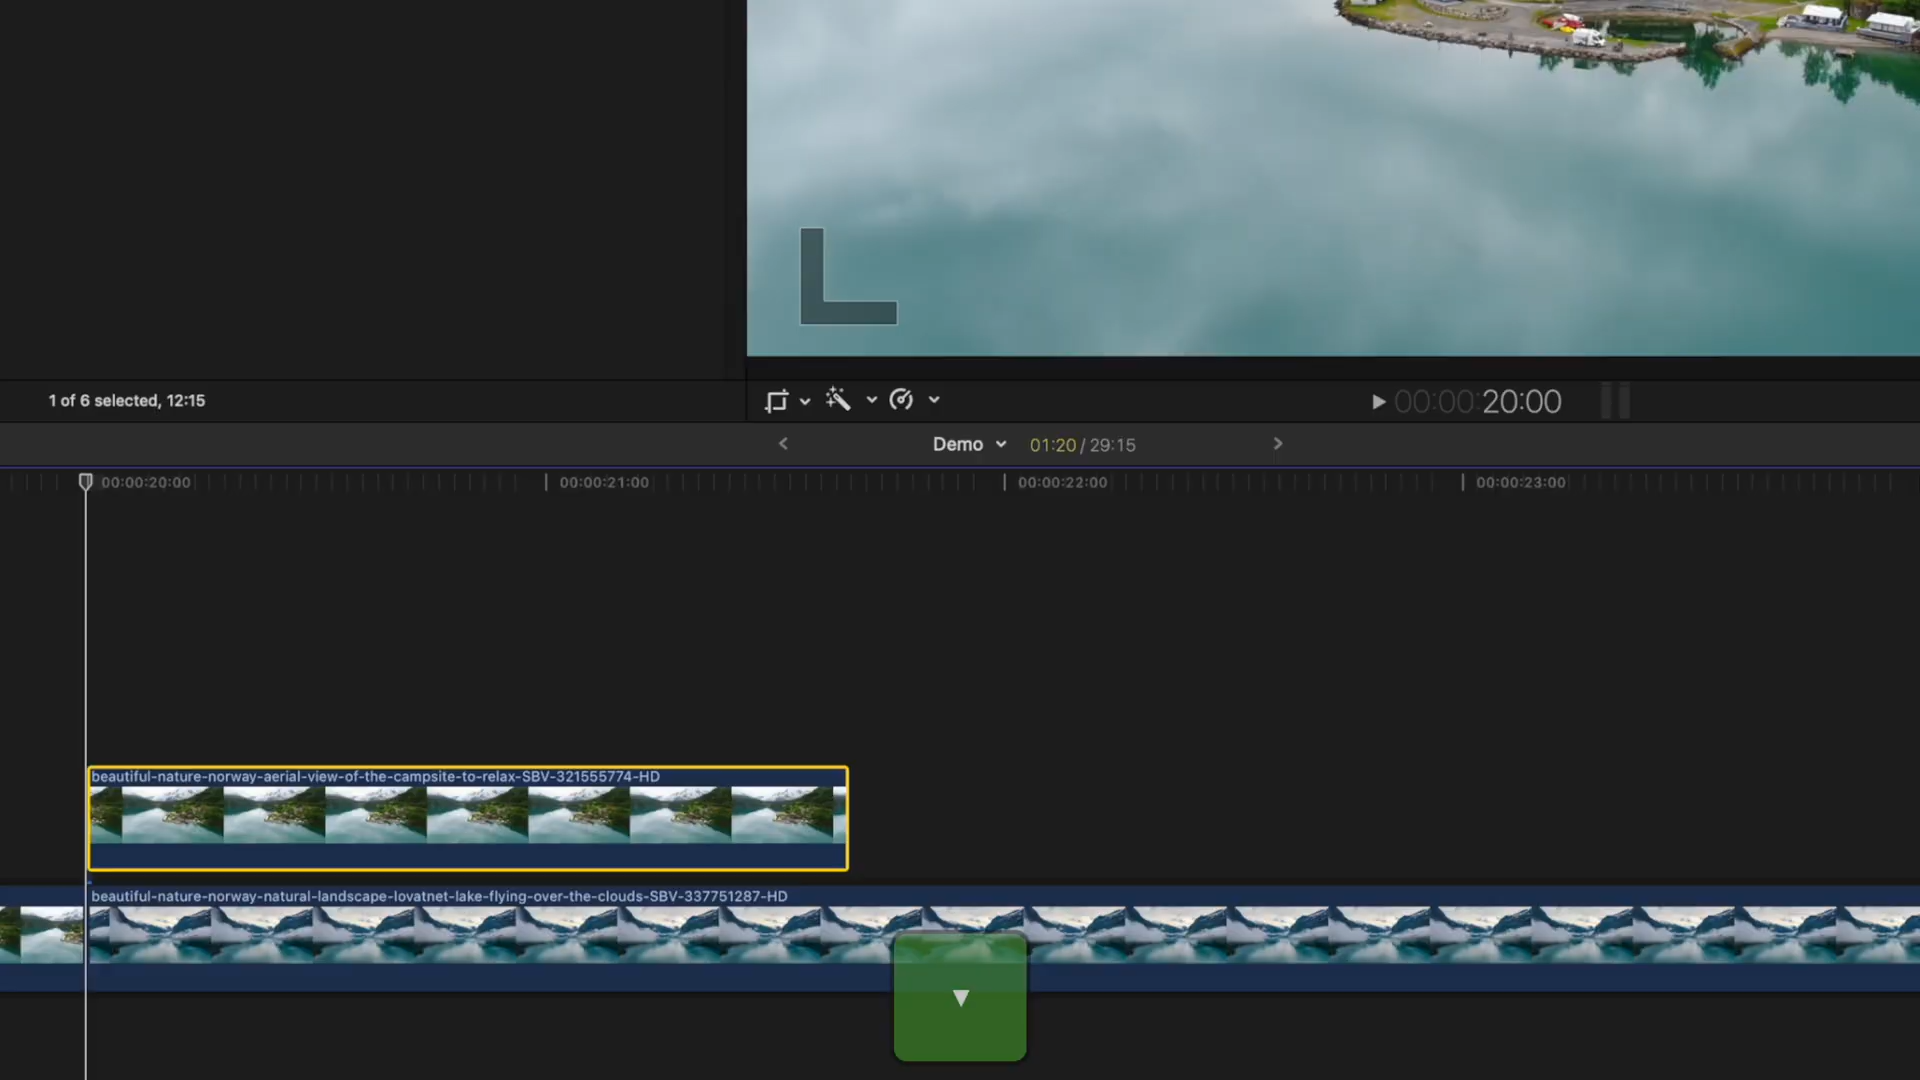 1 of 6 selected, 12:15
00:00:20:00
Demo
01:20 / 29:15
00:00:20:00
00:00:21:00
00:00:22:00
00:00:23:00
beautiful-nature-norway-aerial-view-of-the-campsite-to-relax-SBV-321555774-HD
beautiful-nature-norway-natural-landscape-lovatnet-lake-flying-over-the-clouds-SBV-337751287-HD